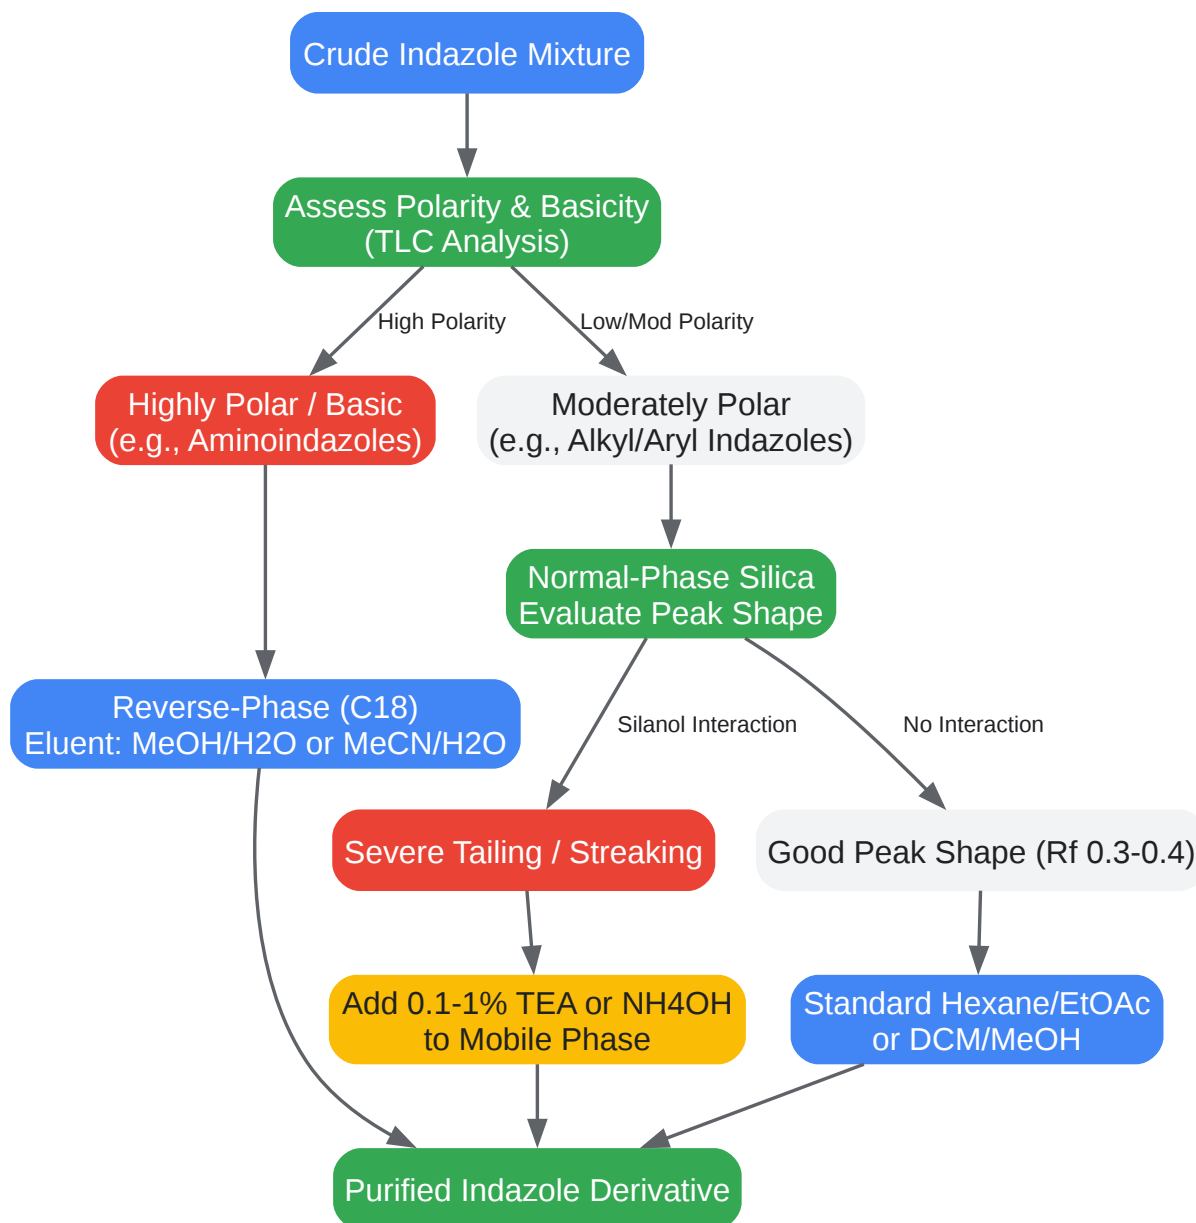 Crude Indazole Mixture
Assess Polarity & Basicity
(TLC Analysis)
High Polarity
Low/Mod Polarity
Highly Polar / Basic
(e.g., Aminoindazoles)
Moderately Polar
(e.g., Alkyl/Aryl Indazoles)
Normal-Phase Silica
Evaluate Peak Shape
Reverse-Phase (C18)
Eluent: MeOH/H2O or MeCN/H2O
Silanol Interaction
No Interaction
Severe Tailing / Streaking
Good Peak Shape (Rf 0.3-0.4)
Add 0.1-1% TEA or NH4OH
to Mobile Phase
Standard Hexane/EtOAc
or DCM/MeOH
Purified Indazole Derivative